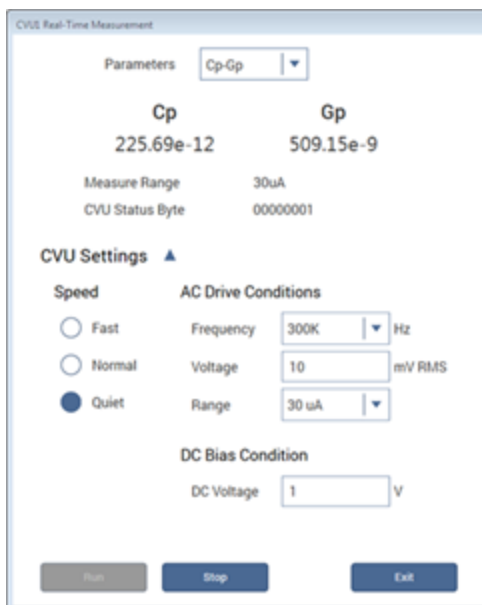 CVU1 Real-Time Measurement
Parameters Cp-Gp
Cp Gp
225.69e-12 509.15e-9
Measure Range 30uA
CVU Status Byte 00000001
CVU Settings
Speed AC Drive Conditions
Fast Frequency 300K Hz
Normal Voltage 10 mV RMS
Quiet Range 30 uA
DC Bias Condition
DC Voltage 1 V
Run Stop Exit